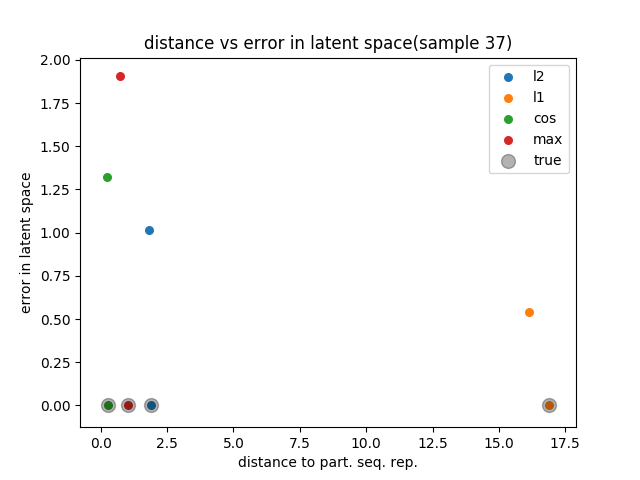 distance vs error in latent space(sample 37)
2.00
1.75
1.50
1.25
1.00
0.75
0.50
0.25
0.00
error in latent space
l2
l1
cos
max
true
0.0
2.5
5.0
7.5
10.0
12.5
15.0
17.5
distance to part. seq. rep.